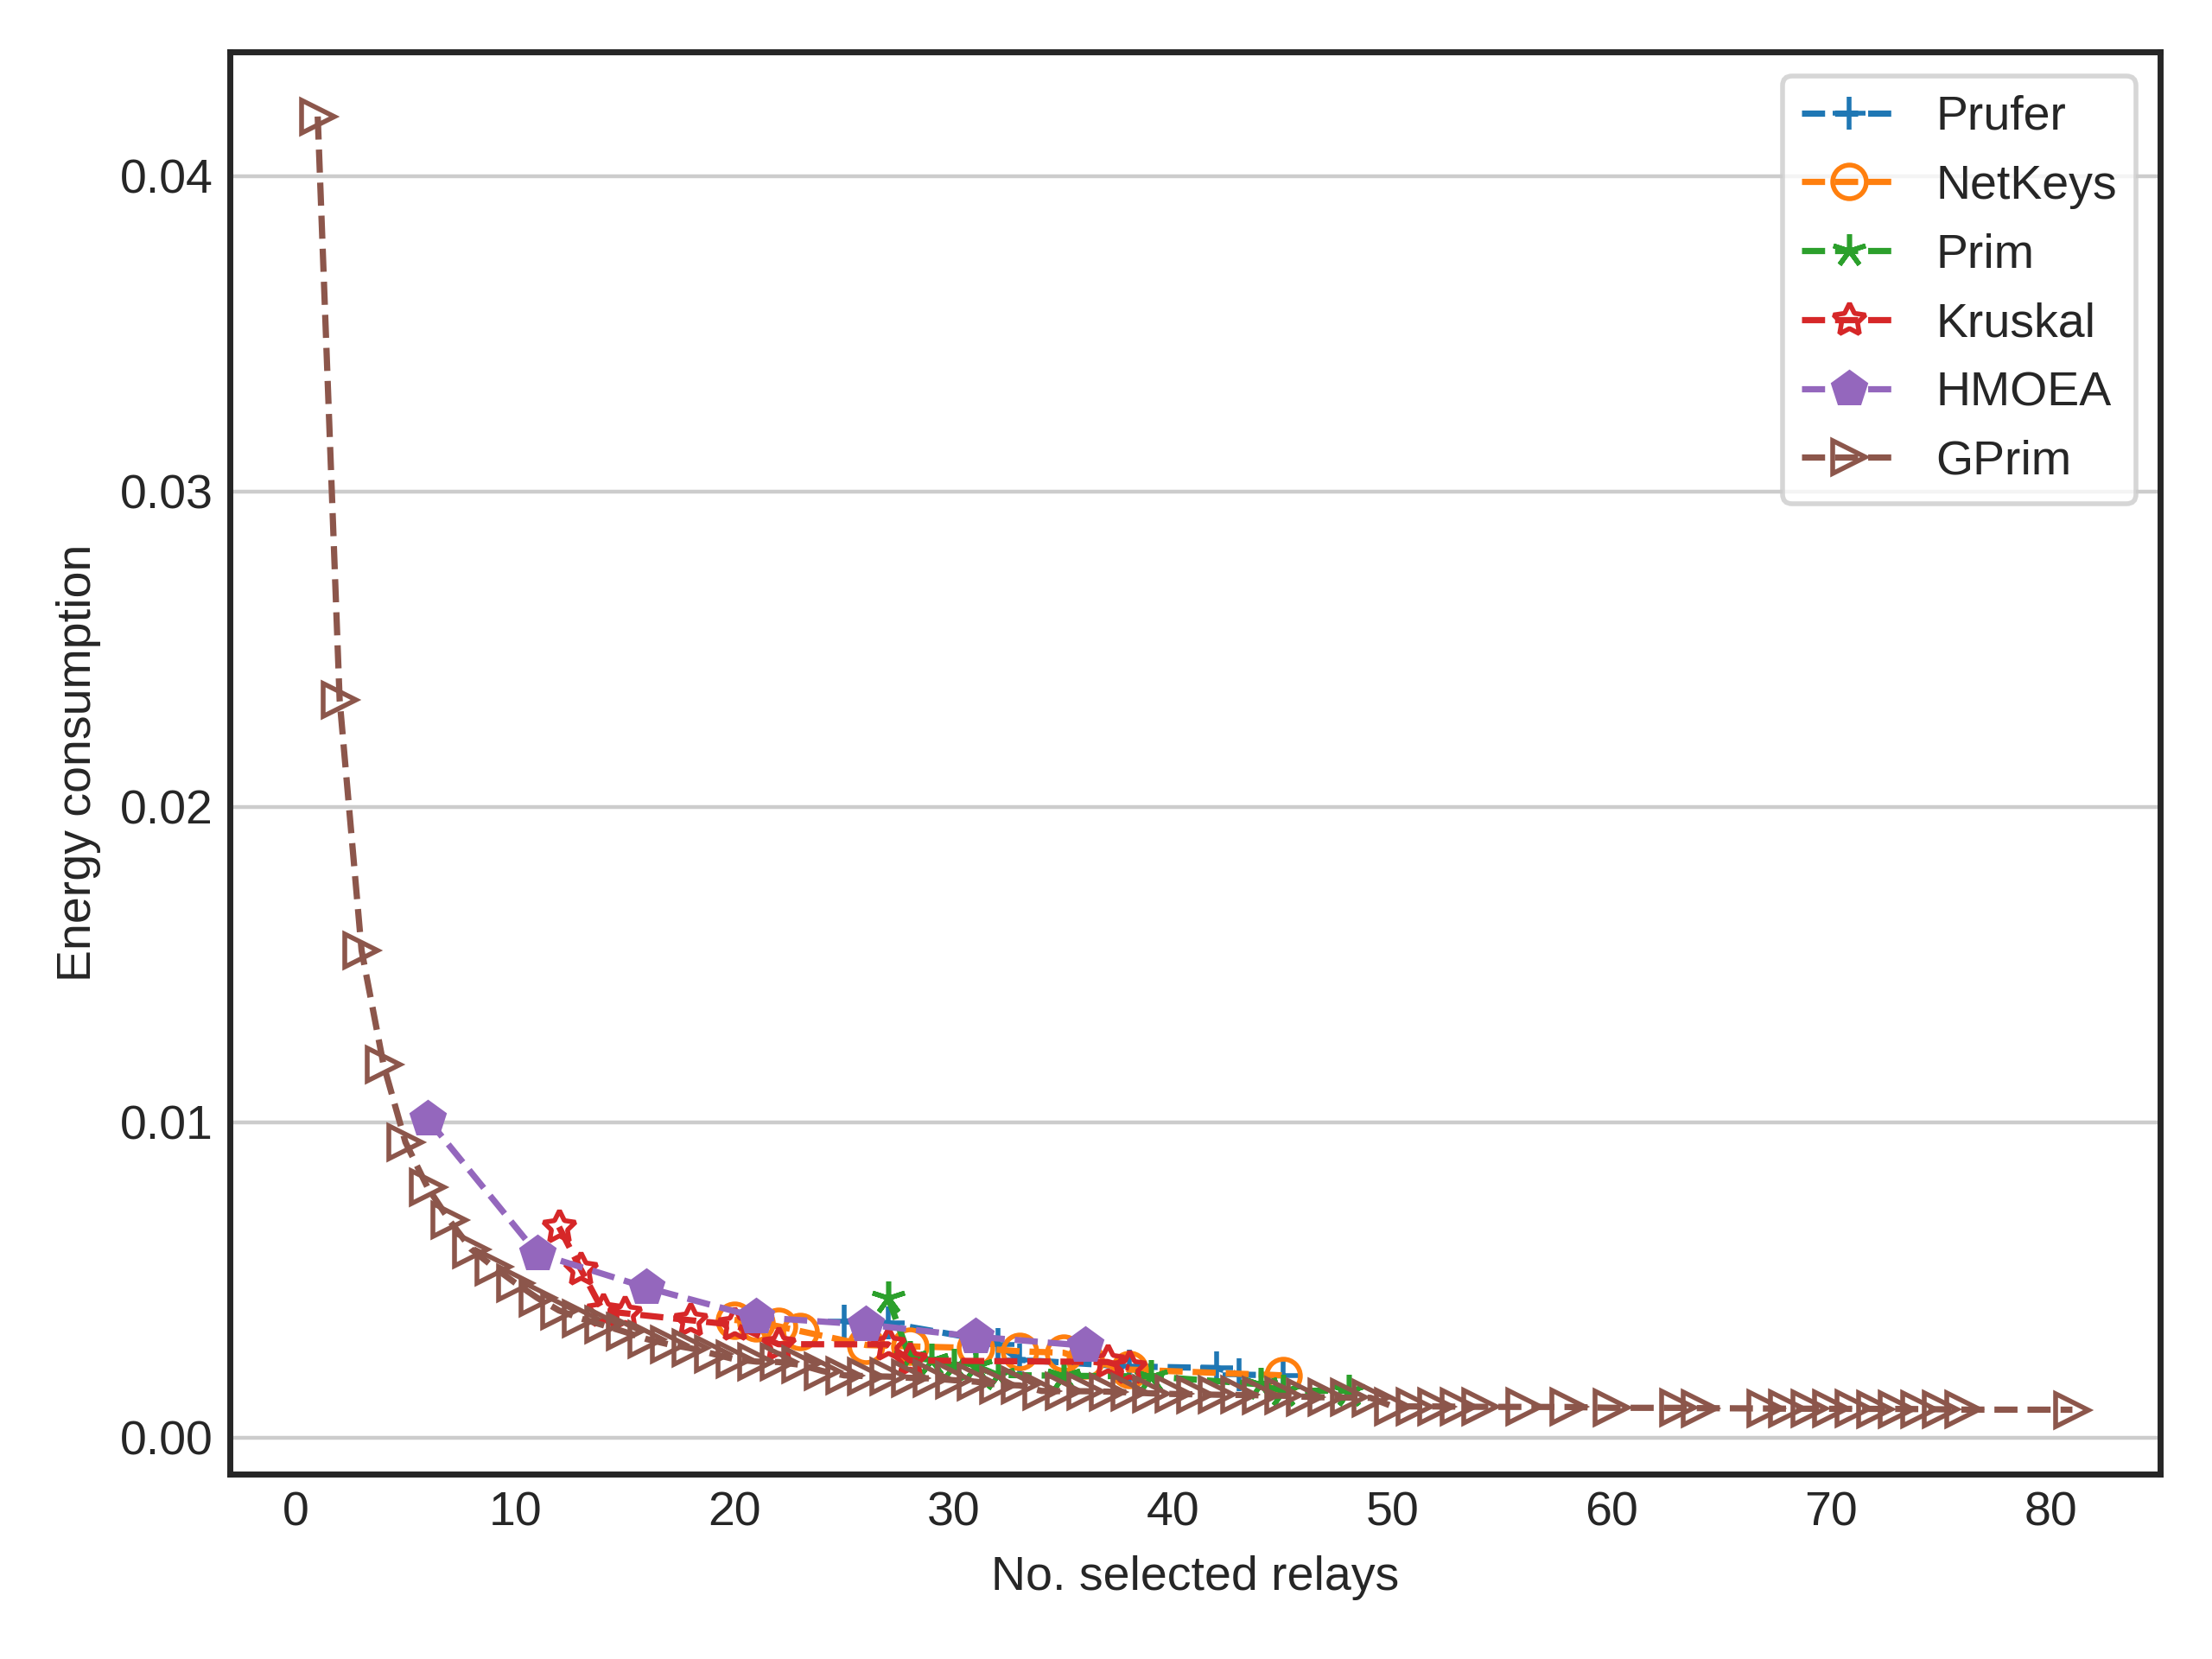 Prufer
NetKeys
Prim
Kruskal
HMOEA
GPrim
0.04
0.03
0.02
0.01
0.00
Energy consumption
0 10 20 30 40 50 60 70 80
No. selected relays